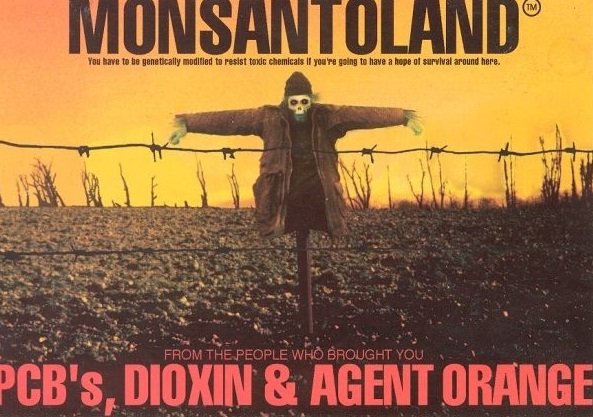 MONSANTOLAND™
You have to be genetically modified to resist toxic chemicals if you're going to have a hope of survival around here.
FROM THE PEOPLE WHO BROUGHT YOU
PCB's, DIOXIN & AGENT ORANGE